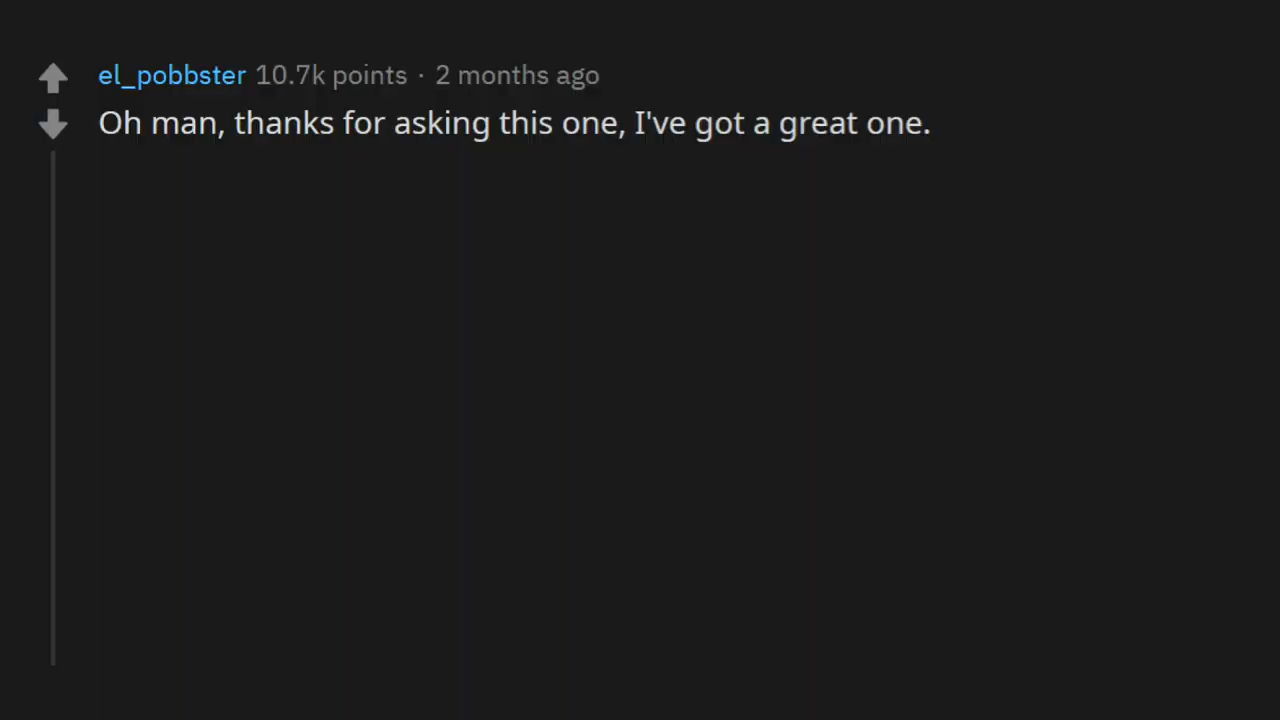 el_pobbster 10.7k points · 2 months ago
Oh man, thanks for asking this one, I've got a great one.